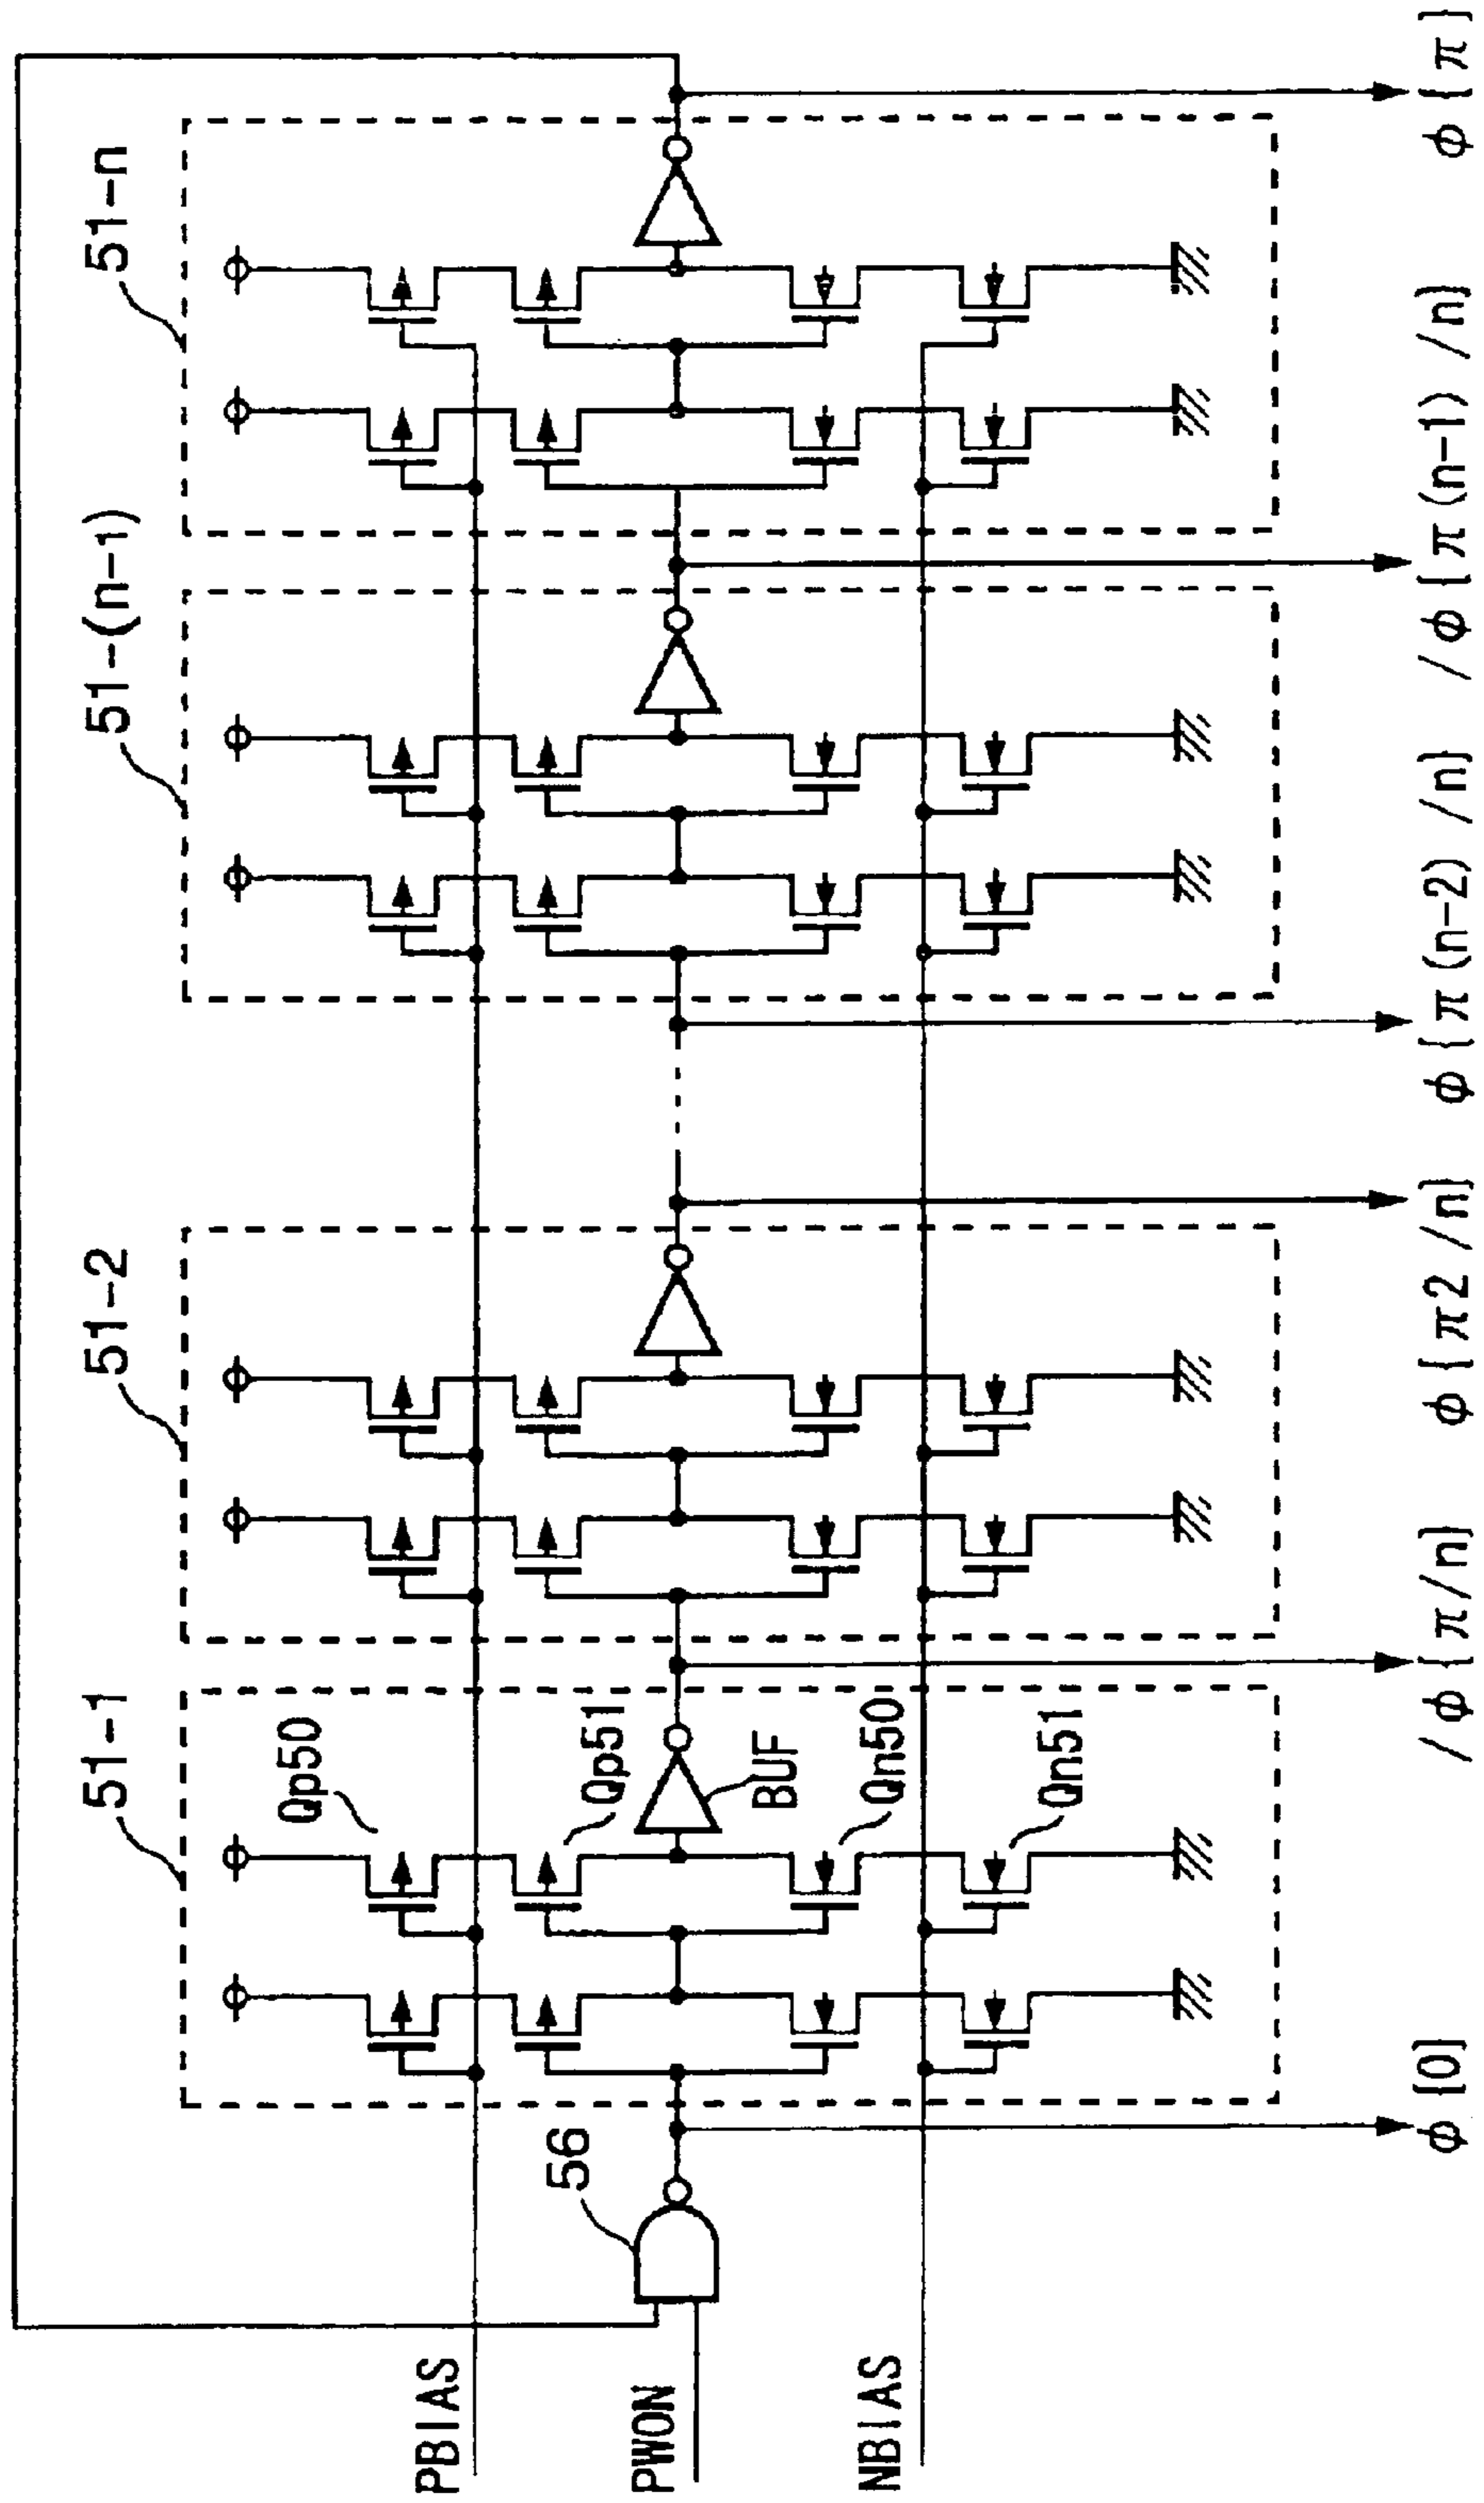 51-1
51-2
51-(n-1)
51-n
Qp50
Qp51
BUF
Qn50
Qn51
56
PBIAS
PWON
NBIAS
φ{0}
/φ{π/n}
φ{π2/n}
φ{π(n-2)/n}
/φ{π(n-1)/n}
φ{π}